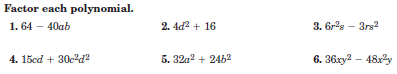 Factor each polynomial.
1. 64 – 40ab 2. 4d² + 16 3. 6r²s – 3rs²
4. 15cd + 30c²d² 5. 32a² + 24b² 6. 36xy² – 48x²y